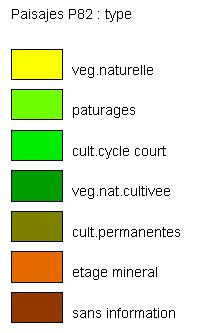 Paisajes P82 : type
veg.naturelle
paturages
cult.cycle court
veg.nat.cultivee
cult.permanentes
etage mineral
sans information